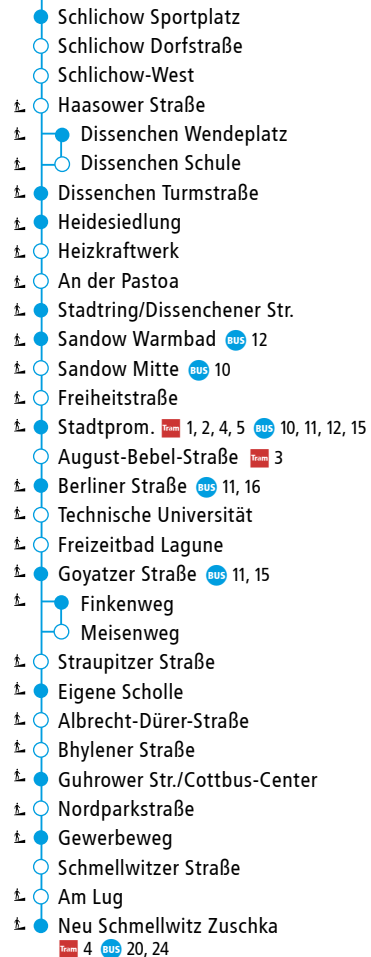 Schlichow Sportplatz
Schlichow Dorfstraße
Schlichow-West
Haasower Straße
Dissenchen Wendeplatz
Dissenchen Schule
Dissenchen Turmstraße
Heidesiedlung
Heizkraftwerk
An der Pastoa
Stadtring/Dissenchener Str.
Sandow Warmbad BUS 12
Sandow Mitte BUS 10
Freiheitstraße
Stadtprom. Tram 1, 2, 4, 5 BUS 10, 11, 12, 15
August-Bebel-Straße Tram 3
Berliner Straße BUS 11, 16
Technische Universität
Freizeitbad Lagune
Goyatzer Straße BUS 11, 15
Finkenweg
Meisenweg
Straupitzer Straße
Eigene Scholle
Albrecht-Dürer-Straße
Bhylener Straße
Guhrower Str./Cottbus-Center
Nordparkstraße
Gewerbeweg
Schmellwitzer Straße
Am Lug
Neu Schmellwitz Zuschka
Tram 4 BUS 20, 24